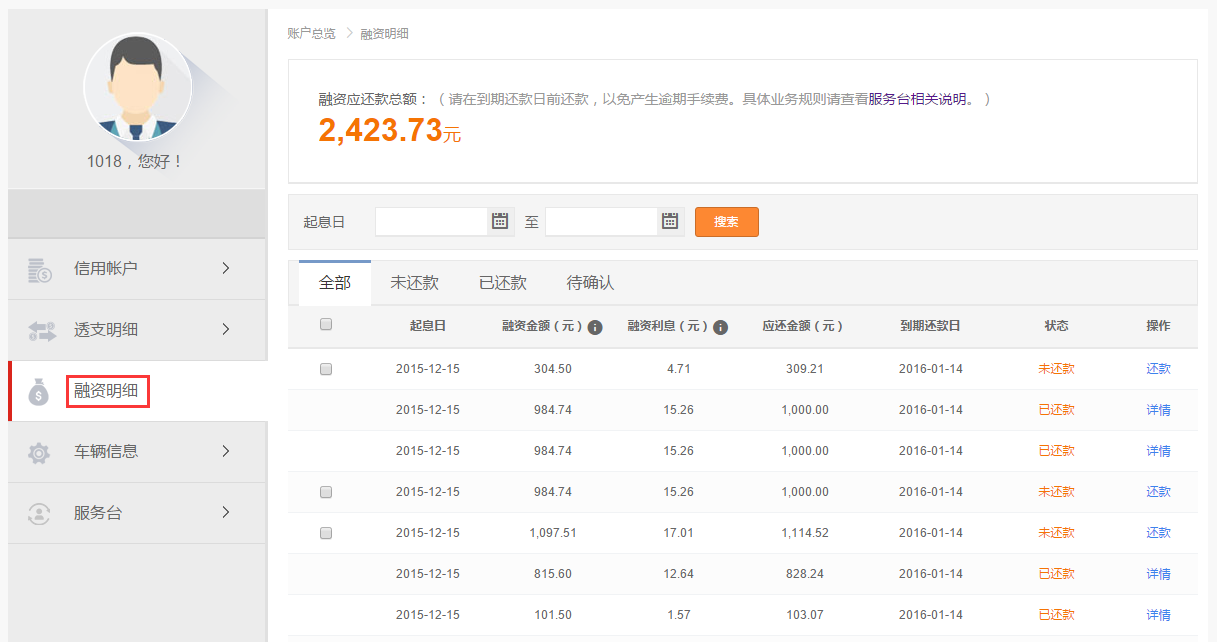 账户总览 > 融资明细
1018，您好！
融资应还款总额：（ 请在到期还款日前还款，以免产生逾期手续费。具体业务规则请查看服务台相关说明。 ）
2,423.73元
信用帐户
透支明细
融资明细
车辆信息
服务台
起息日 至 搜索
全部 未还款 已还款 待确认
起息日 融资金额（元） 融资利息（元） 应还金额（元） 到期还款日 状态 操作
2015-12-15 304.50 4.71 309.21 2016-01-14 未还款 还款
2015-12-15 984.74 15.26 1,000.00 2016-01-14 已还款 详情
2015-12-15 984.74 15.26 1,000.00 2016-01-14 已还款 详情
2015-12-15 984.74 15.26 1,000.00 2016-01-14 未还款 还款
2015-12-15 1,097.51 17.01 1,114.52 2016-01-14 未还款 还款
2015-12-15 815.60 12.64 828.24 2016-01-14 已还款 详情
2015-12-15 101.50 1.57 103.07 2016-01-14 已还款 详情